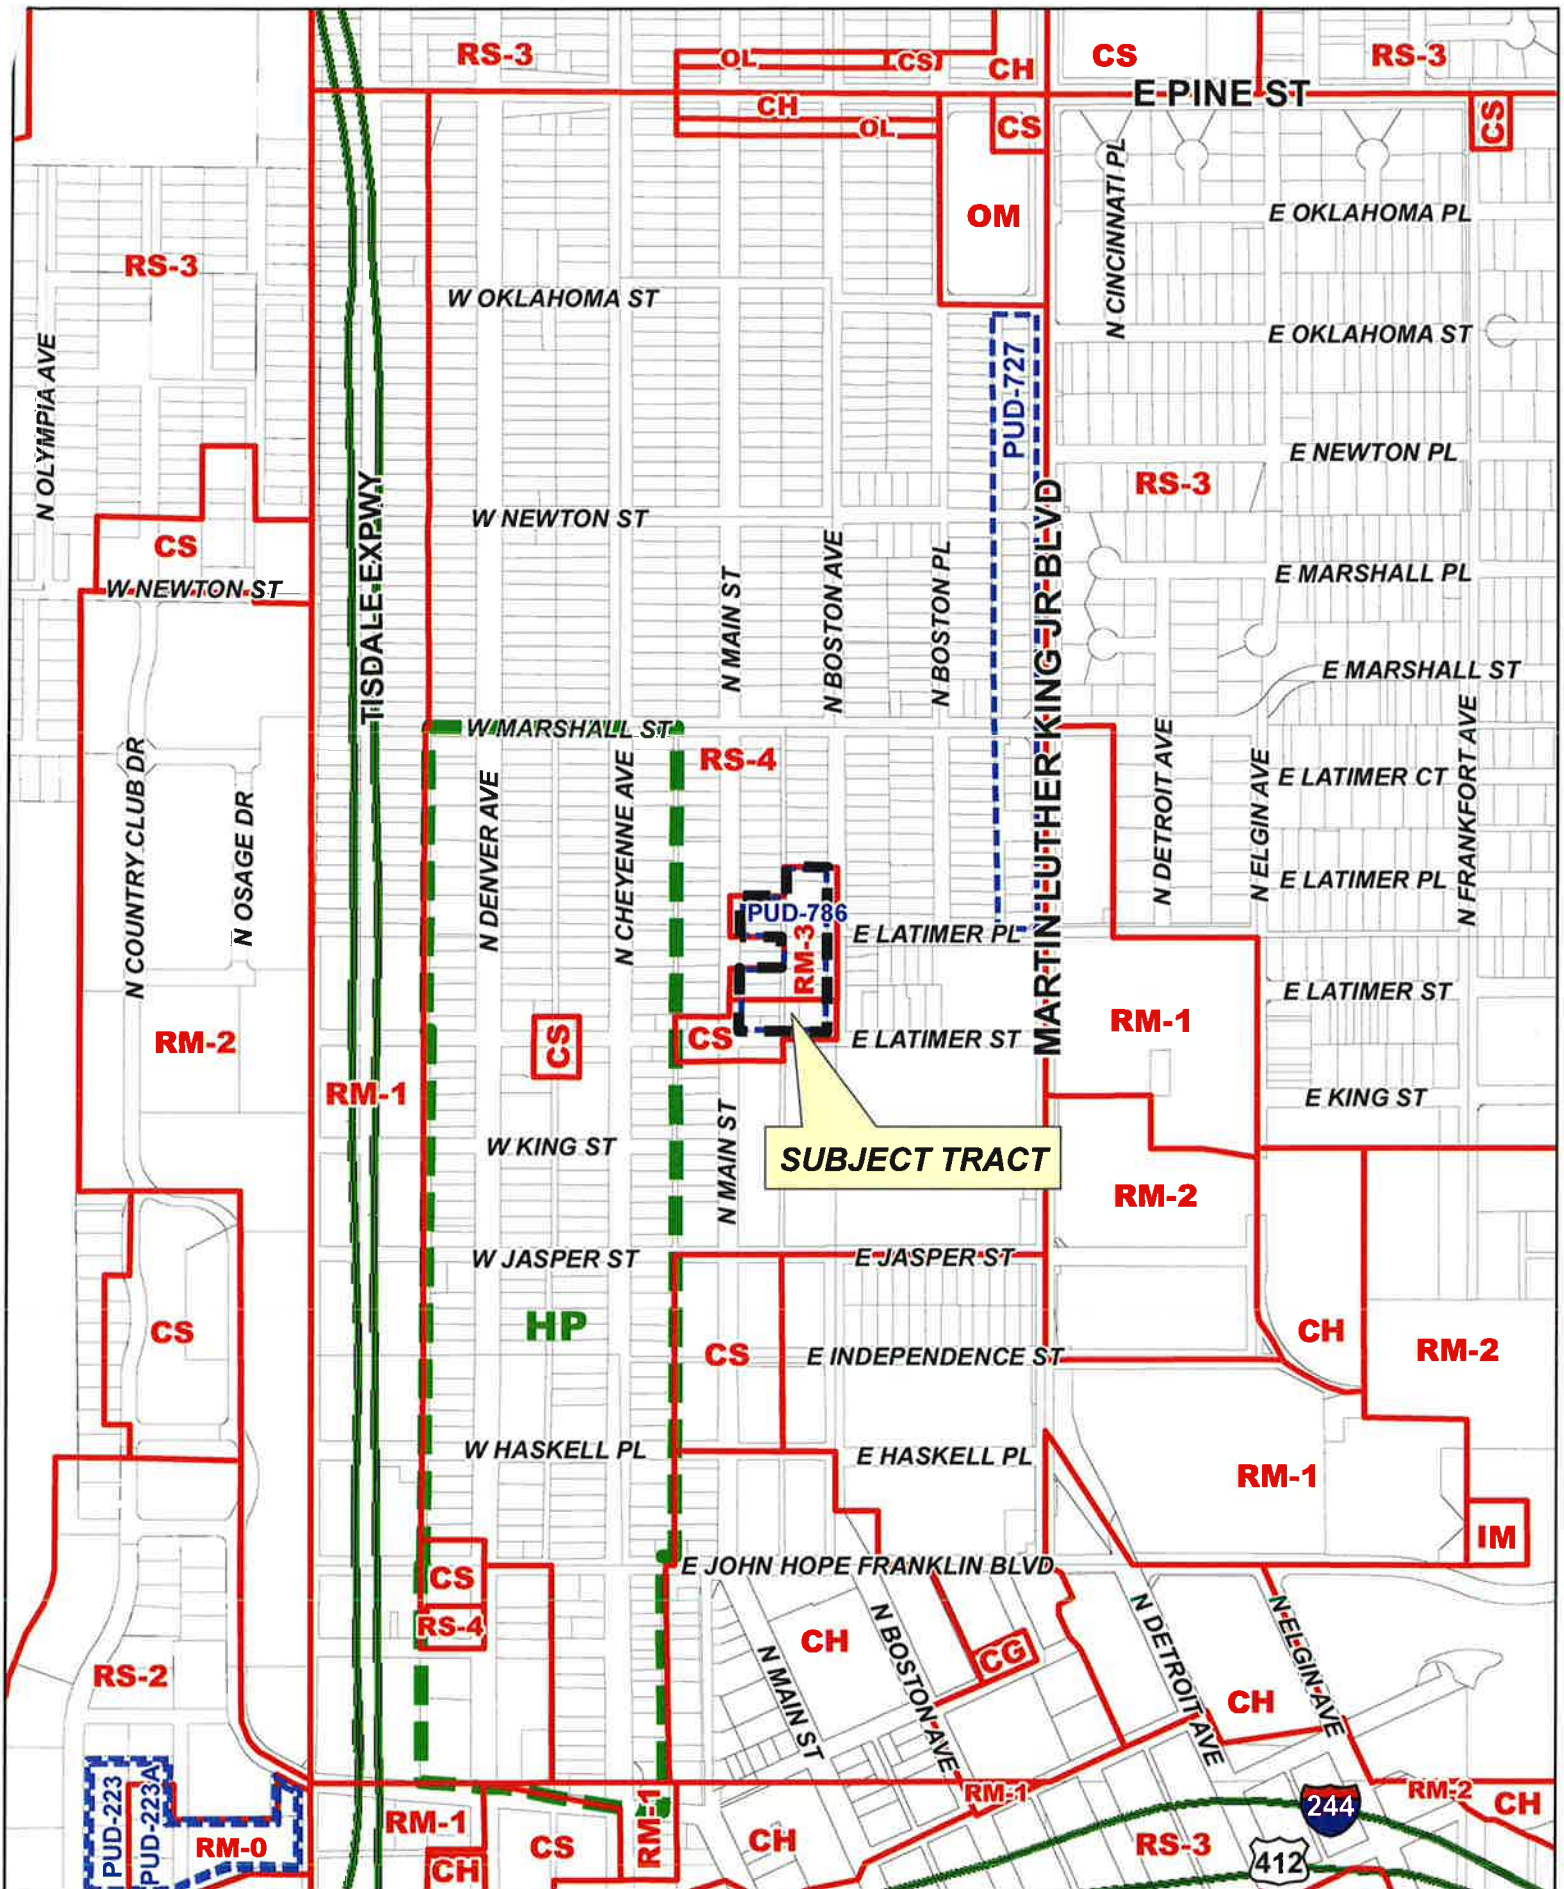 RS-3
OL
CS
CH
CS
RS-3
E PINE ST
CH
OL
CS
CS
OM
N CINCINNATI PL
E OKLAHOMA PL
RS-3
W OKLAHOMA ST
E OKLAHOMA ST
N OLYMPIA AVE
PUD-727
E NEWTON PL
RS-3
TISDALE EXPWY
W NEWTON ST
CS
W NEWTON ST
N MAIN ST
N BOSTON AVE
N BOSTON PL
MARTIN LUTHER KING JR BLVD
E MARSHALL PL
E MARSHALL ST
W MARSHALL ST
RS-4
N COUNTRY CLUB DR
N OSAGE DR
N DENVER AVE
N CHEYENNE AVE
N DETROIT AVE
N ELGIN AVE
E LATIMER CT
N FRANKFORT AVE
E LATIMER PL
PUD-786
RM-3
E LATIMER PL
E LATIMER ST
RM-2
CS
CS
E LATIMER ST
RM-1
RM-1
E KING ST
W KING ST
N MAIN ST
SUBJECT TRACT
RM-2
W JASPER ST
E JASPER ST
HP
CS
CS
E INDEPENDENCE ST
CH
RM-2
W HASKELL PL
E HASKELL PL
RM-1
IM
CS
E JOHN HOPE FRANKLIN BLVD
RS-4
RS-2
N MAIN ST
CH
N BOSTON AVE
CG
N DETROIT AVE
N ELGIN AVE
CH
PUD-223
PUD-223A
RM-0
RM-1
CH
CS
RM-1
CH
RM-1
244
RM-2
CH
RS-3
412